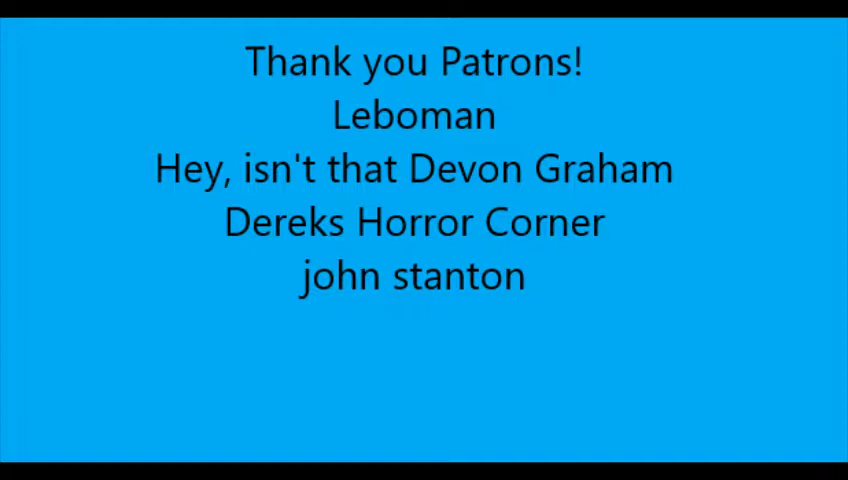 Thank you Patrons!
Leboman
Hey, isn't that Devon Graham
Dereks Horror Corner
john stanton